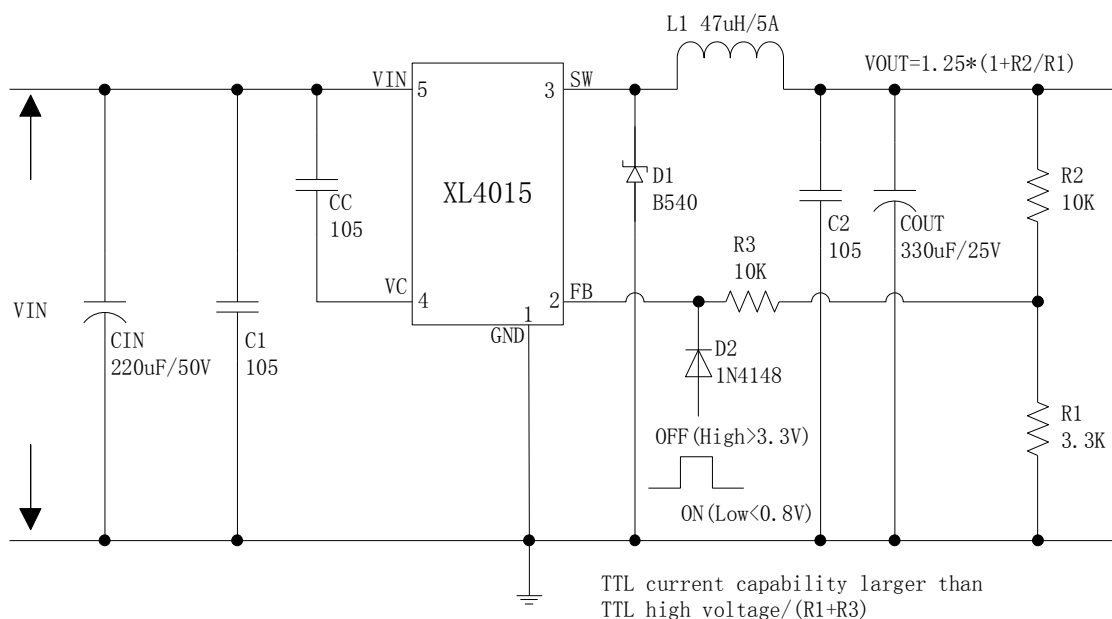 L1 47uH/5A
VOUT=1.25*(1+R2/R1)
VIN
5
3
SW
XL4015
D1
B540
R2
10K
CC
105
C2
105
COUT
330uF/25V
R3
10K
VC
4
2
FB
1
GND
VIN
CIN
220uF/50V
C1
105
D2
1N4148
R1
3.3K
OFF(High>3.3V)
ON(Low<0.8V)
TTL current capability larger than
TTL high voltage/(R1+R3)